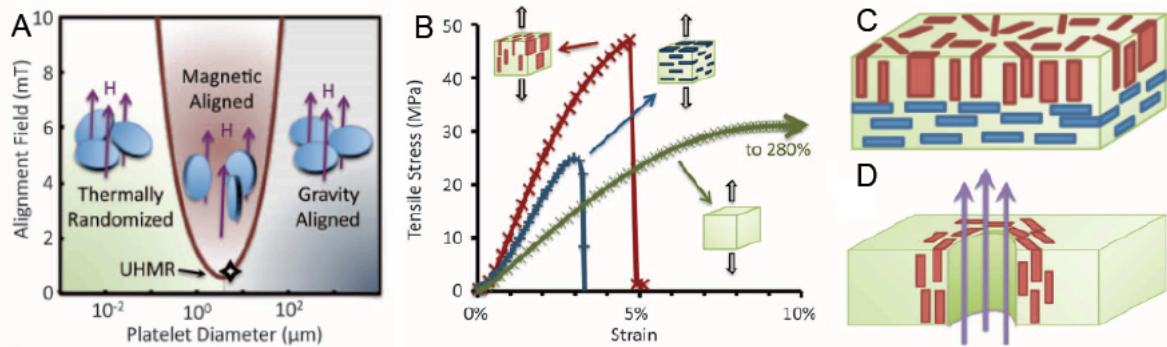 A
Alignment Field (mT)
10
8
6
4
2
0
Magnetic
Aligned
H
H
H
Thermally
Randomized
Gravity
Aligned
UHMR
10⁻²
10⁰
10²
Platelet Diameter (µm)
B
Tensile Stress (MPa)
50
40
30
20
10
0
to 280%
0%
5%
10%
Strain
C
D